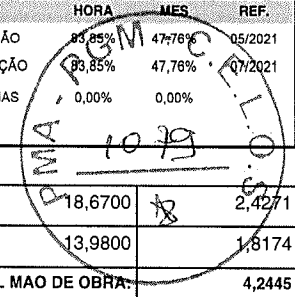 HORA MES REF.
ÃO 83,85% 47,76% 05/2021
ÇÃO 83,85% 47,76% 07/2021
AS 0,00% 0,00%
PMA - PGM - C.E.L.O.S.
1079
18,6700 2,4271
13,9800 1,8174
L MAO DE OBRA: 4,2445